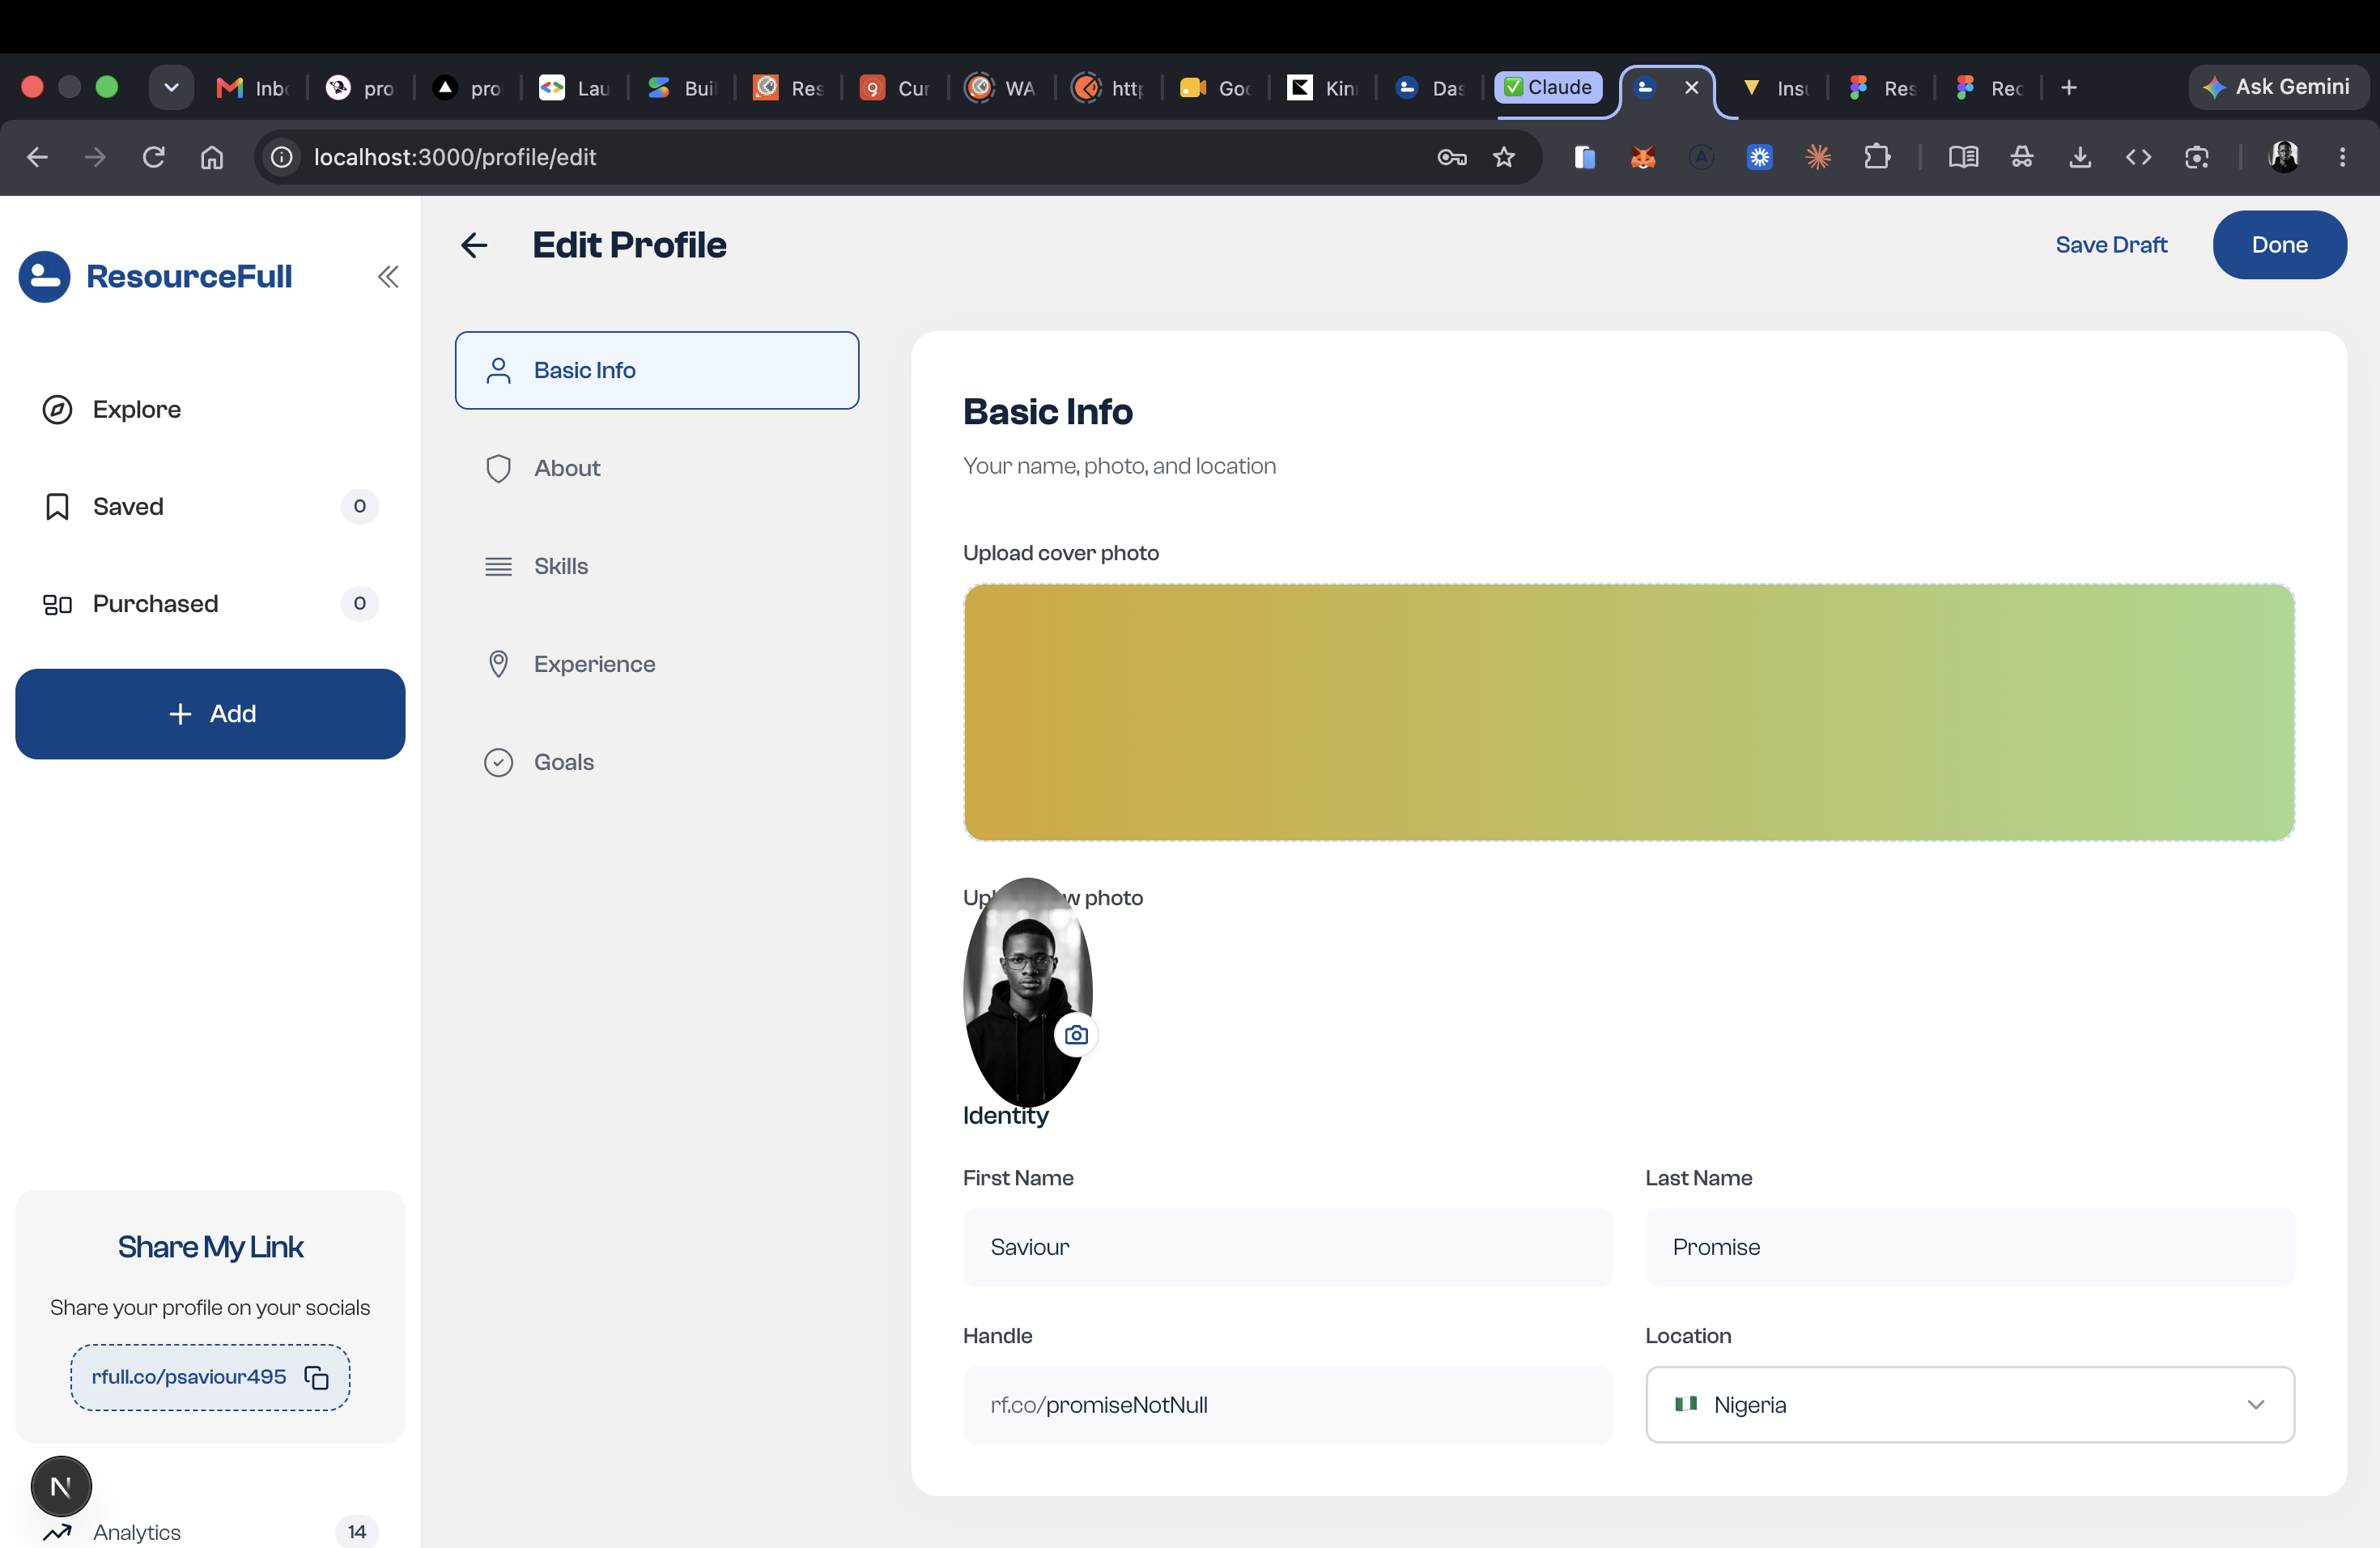 Inb
pro
pro
Lau
Buil
Res
Cur
WA
http
Goo
Kin
Das
Claude
Insu
Res
Rec
Ask Gemini
localhost:3000/profile/edit
ResourceFull
Explore
Saved 0
Purchased 0
Add
Share My Link
Share your profile on your socials
rfull.co/psaviour495
N
Analytics 14
Edit Profile
Save Draft
Done
Basic Info
About
Skills
Experience
Goals
Basic Info
Your name, photo, and location
Upload cover photo
photo
Identity
First Name
Saviour
Last Name
Promise
Handle
rf.co/promiseNotNull
Location
Nigeria